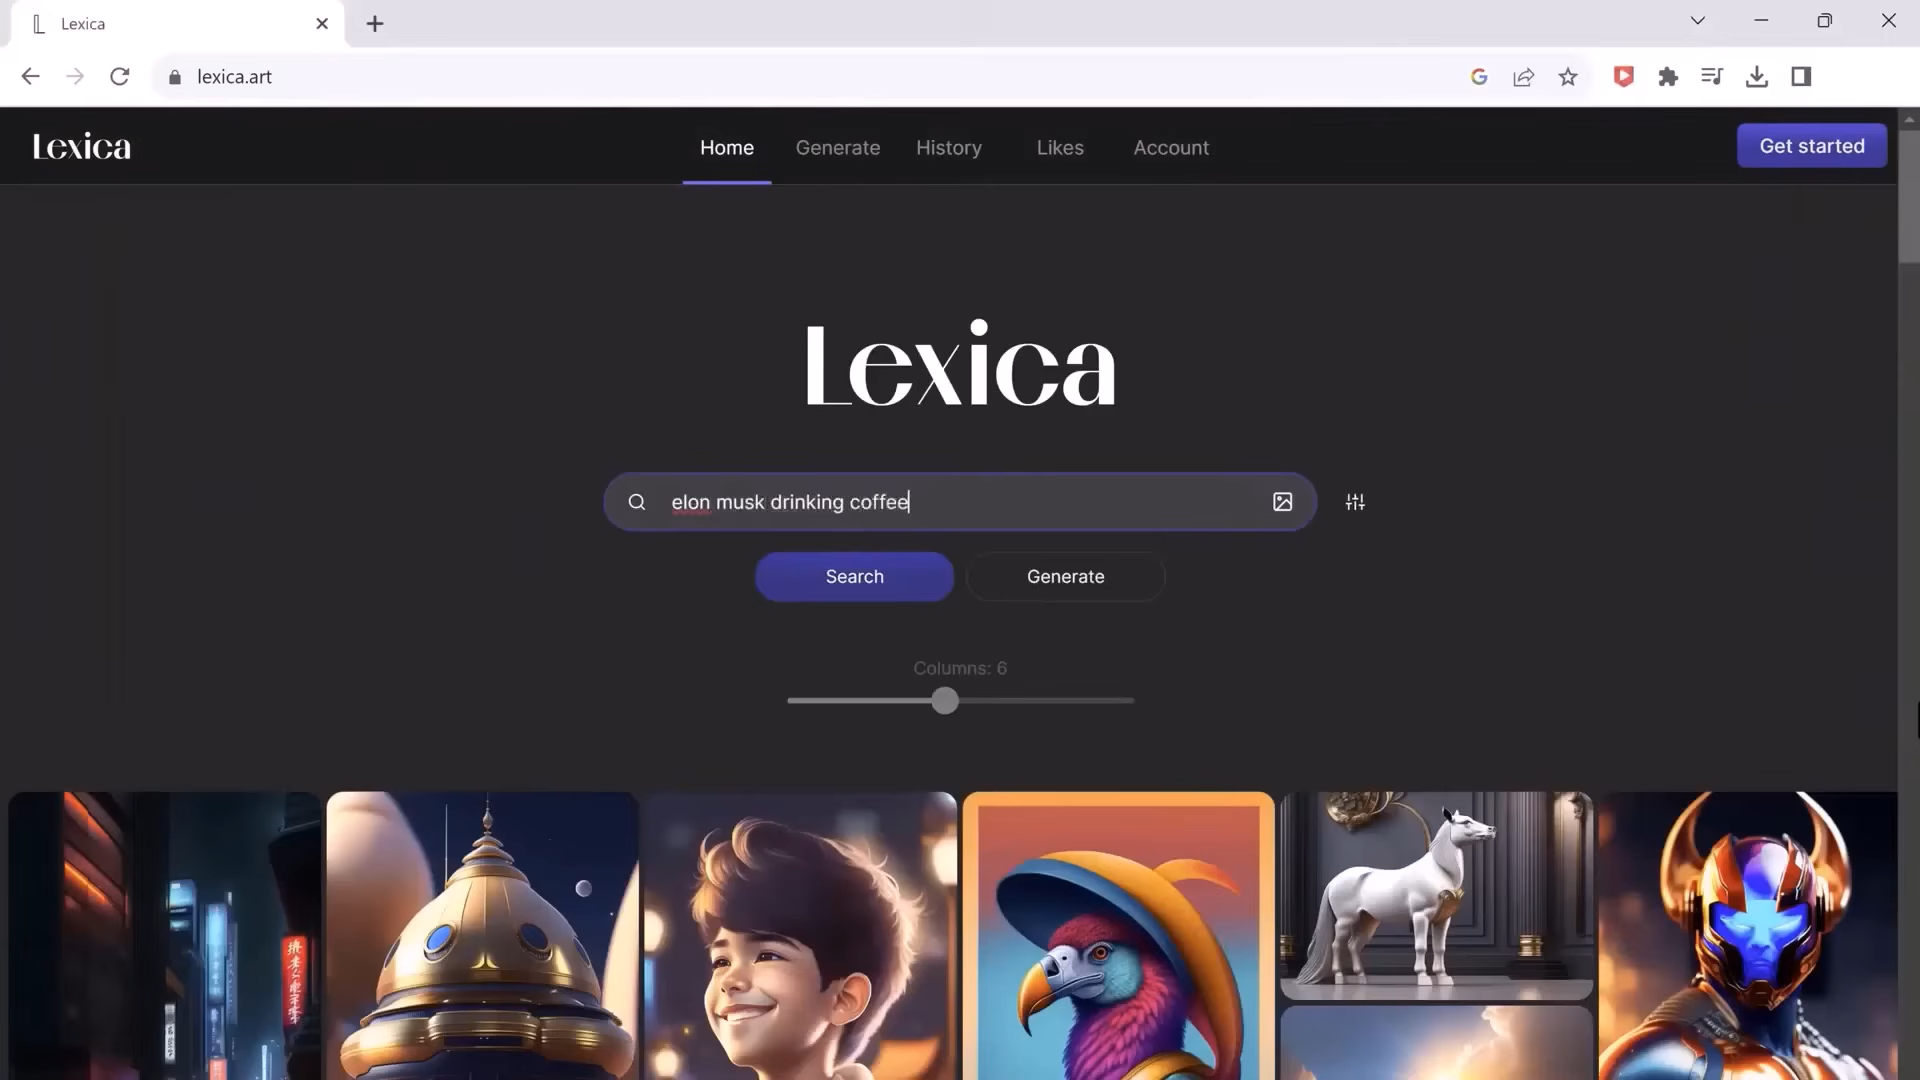 Lexica
lexica.art
Lexica
Home
Generate
History
Likes
Account
Get started
Lexica
elon musk drinking coffee
Search
Generate
Columns: 6